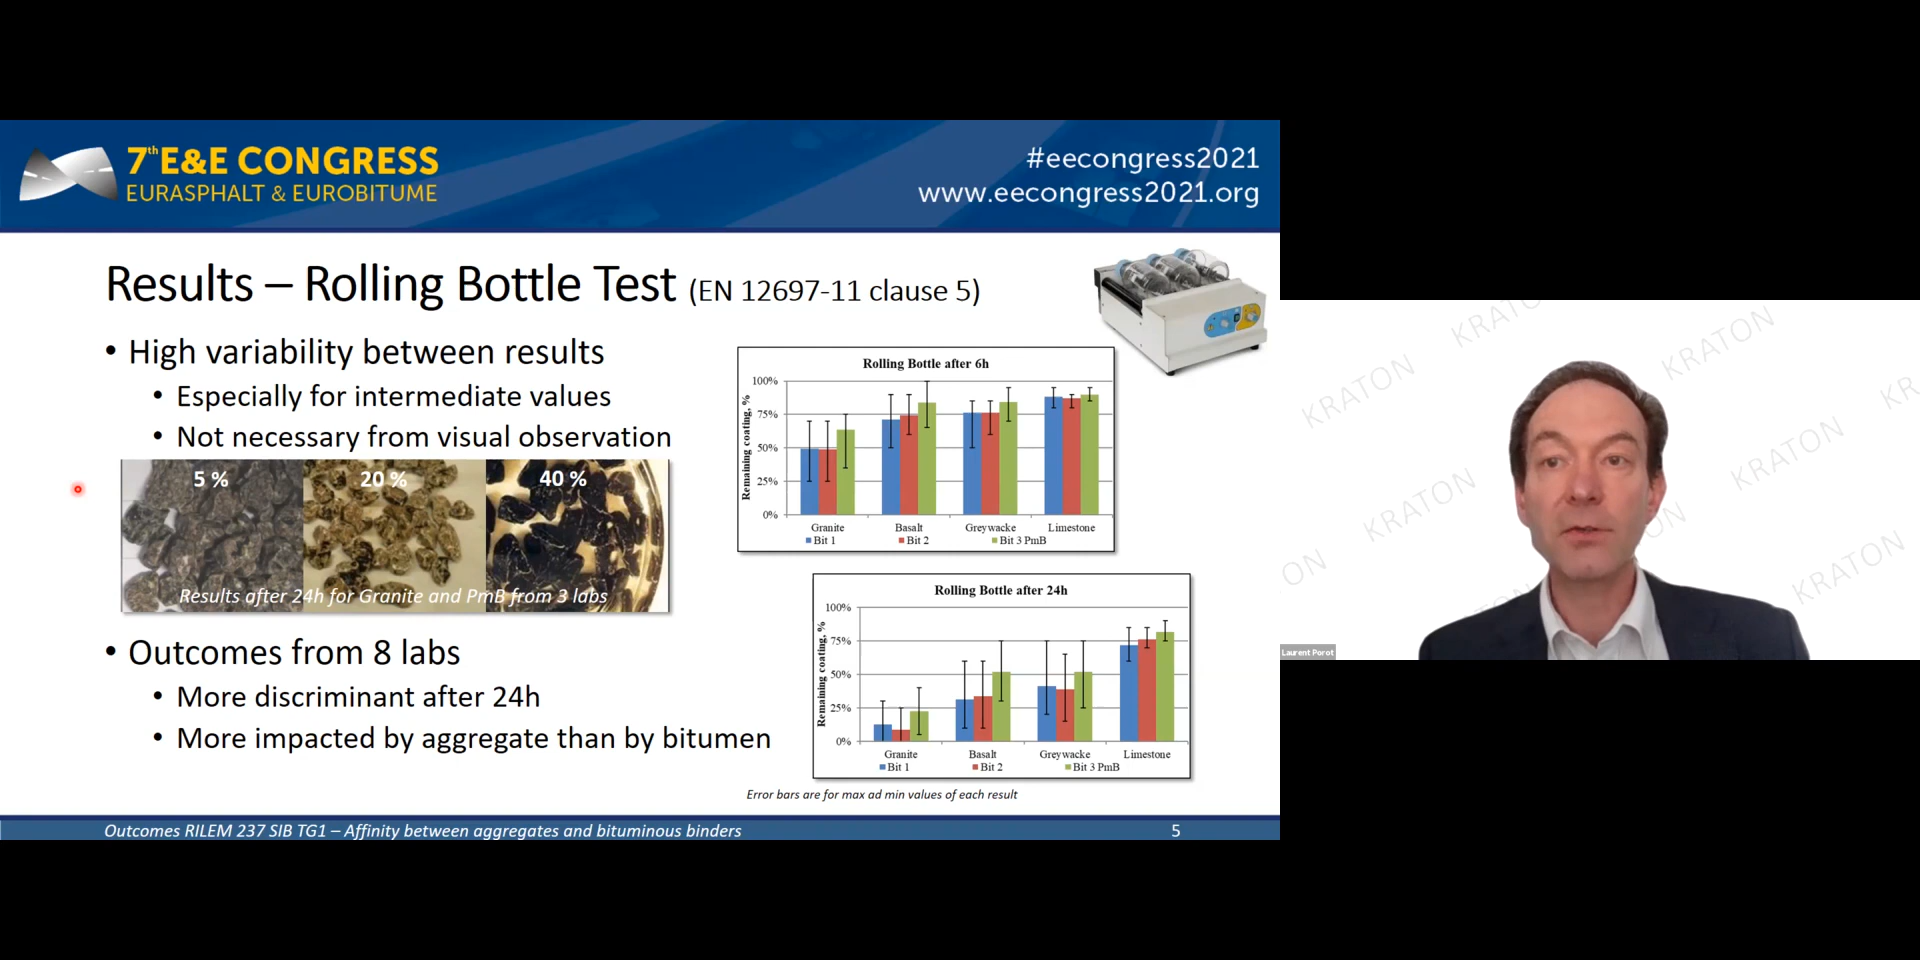 7th E&E CONGRESS
EURASPHALT & EUROBITUME
#eecongress2021
www.eecongress2021.org
Results – Rolling Bottle Test (EN 12697-11 clause 5)
• High variability between results
• Especially for intermediate values
• Not necessary from visual observation
5 % 20 % 40 %
Results after 24h for Granite and PmB from 3 labs
• Outcomes from 8 labs
• More discriminant after 24h
• More impacted by aggregate than by bitumen
Rolling Bottle after 6h
Remaining coating, %
100%
75%
50%
25%
0%
Granite Basalt Greywacke Limestone
Bit 1 Bit 2 Bit 3 PmB
Rolling Bottle after 24h
Remaining coating, %
100%
75%
50%
25%
0%
Granite Basalt Greywacke Limestone
Bit 1 Bit 2 Bit 3 PmB
Error bars are for max ad min values of each result
Outcomes RILEM 237 SIB TG1 – Affinity between aggregates and bituminous binders
5
KRATON
KRATON
KRATON
KRATON
KRATON
KRATON
KRATON
Laurent Porot